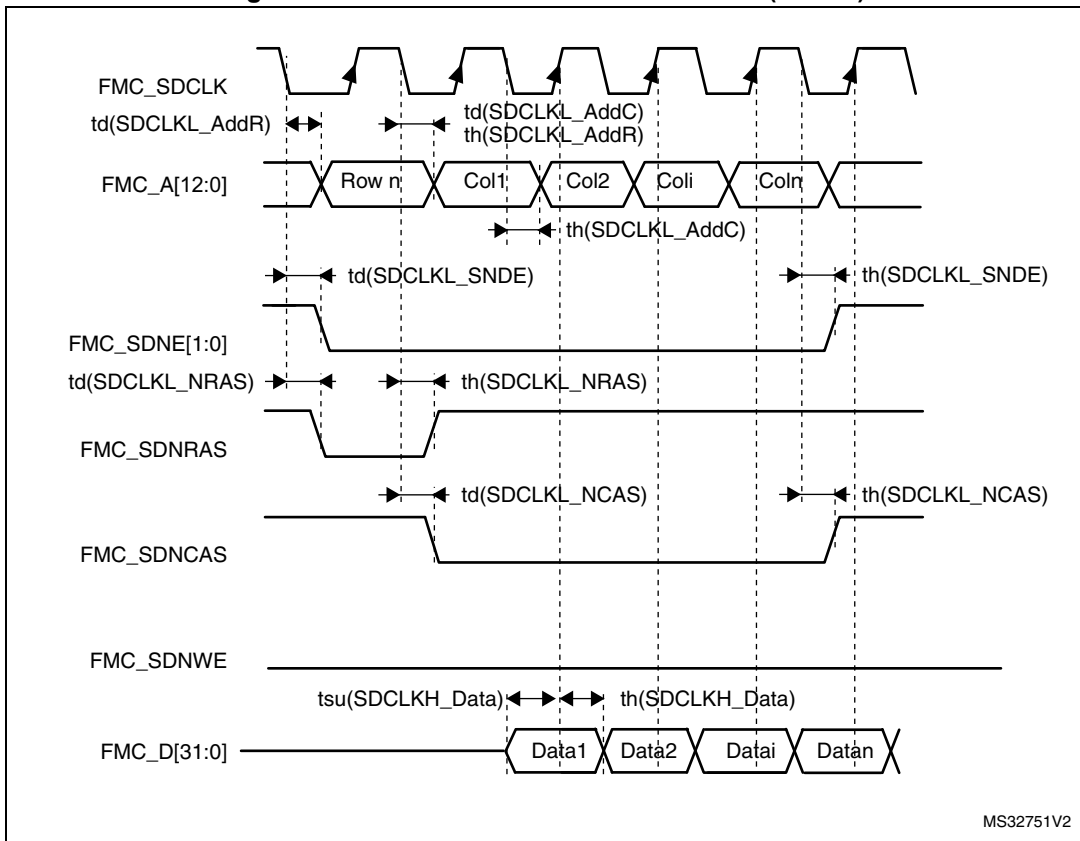 FMC_SDCLK
td(SDCLKL_AddR)
td(SDCLKL_AddC)
th(SDCLKL_AddR)
FMC_A[12:0]
Row n
Col1
Col2
Coli
Coln
th(SDCLKL_AddC)
td(SDCLKL_SNDE)
th(SDCLKL_SNDE)
FMC_SDNE[1:0]
td(SDCLKL_NRAS)
th(SDCLKL_NRAS)
FMC_SDNRAS
td(SDCLKL_NCAS)
th(SDCLKL_NCAS)
FMC_SDNCAS
FMC_SDNWE
tsu(SDCLKH_Data)
th(SDCLKH_Data)
FMC_D[31:0]
Data1
Data2
Datai
Datan
MS32751V2